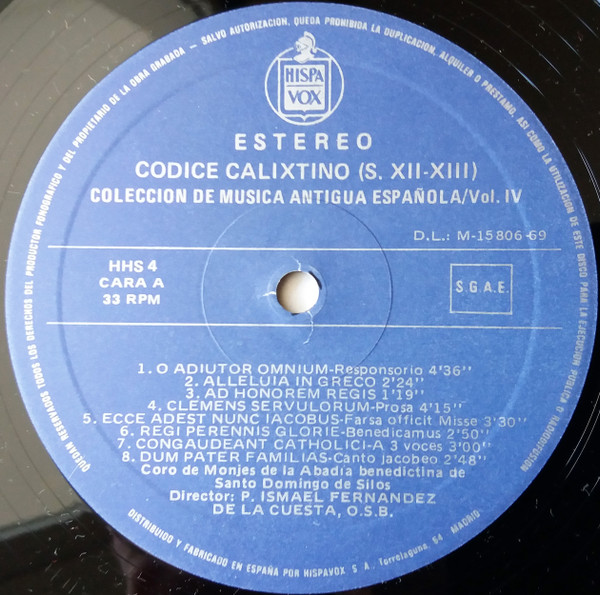 QUEDAN RESERVADOS TODOS LOS DERECHOS DEL PRODUCTOR FONOGRAFICO Y DEL PROPIETARIO DE LA OBRA GRABADA - SALVO AUTORIZACION, QUEDA PROHIBIDA LA DUPLICACION, ALQUILER O PRESTAMO, ASI COMO LA UTILIZACION DE ESTE DISCO PARA LA EJECUCION PUBLICA O RADIODIFUSION
HISPA
VOX
ESTEREO
CODICE CALIXTINO (S. XII-XIII)
COLECCION DE MUSICA ANTIGUA ESPAÑOLA/Vol. IV
D.L.: M-15806-69
HHS 4
CARA A
33 RPM
S.G.A.E.
1. O ADIUTOR OMNIUM-Responsorio 4'36''
2. ALLELUIA IN GRECO 2'24''
3. AD HONOREM REGIS 1'19''
4. CLEMENS SERVULORUM-Prosa 4'15''
5. ECCE ADEST NUNC IACOBUS-Farsa officit Misse 3'30''
6. REGI PERENNIS GLORIE-Benedicamus 2'50''
7. CONGAUDEANT CATHOLICI-A 3 voces 3'00''
8. DUM PATER FAMILIAS-Canto jacobeo 2'48''
Coro de Monjes de la Abadía benedictina de
Santo Domingo de Silos
Director: P. ISMAEL FERNANDEZ
DE LA CUESTA, O.S.B.
DISTRIBUIDO Y FABRICADO EN ESPAÑA POR HISPAVOX S A. Torrelaguna, 64 MADRID